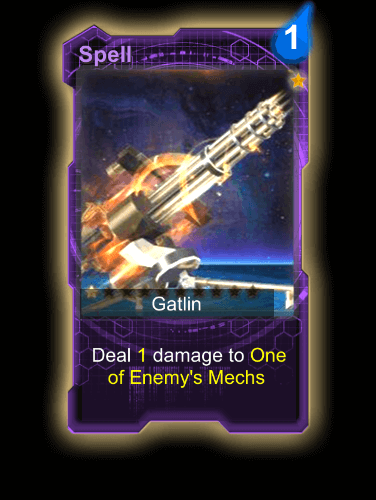 1
Spell
Gatlin
Deal 1 damage to One
of Enemy's Mechs